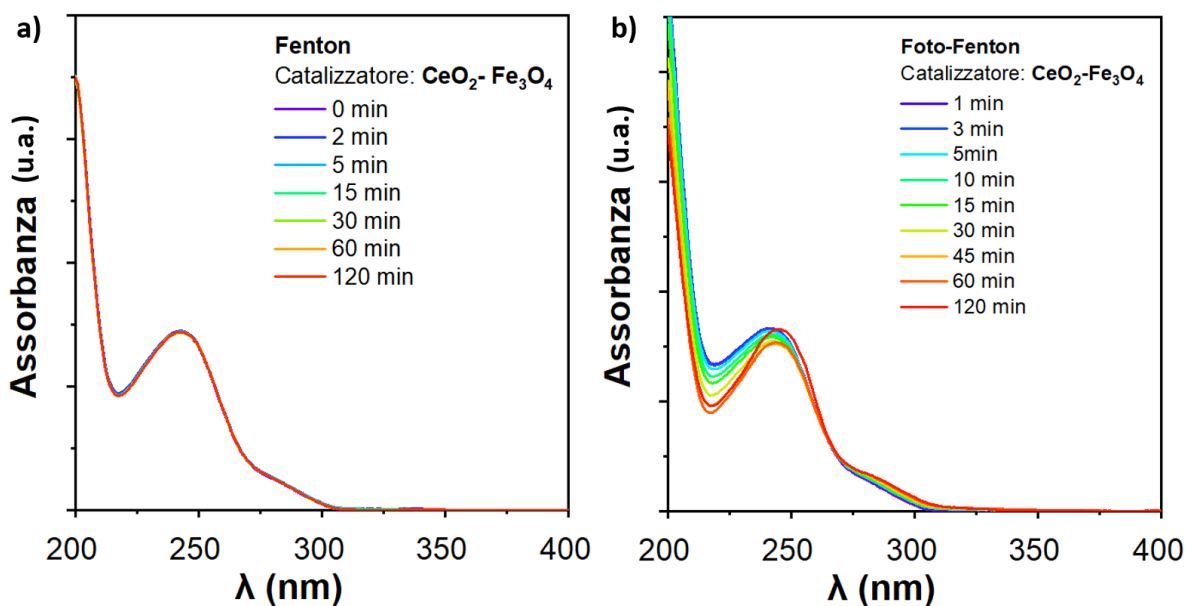 a)
Fenton
Catalizzatore: CeO₂- Fe₃O₄
0 min
2 min
5 min
15 min
30 min
60 min
120 min
Assorbanza (u.a.)
200 250 300 350 400
λ (nm)
b)
Foto-Fenton
Catalizzatore: CeO₂-Fe₃O₄
1 min
3 min
5min
10 min
15 min
30 min
45 min
60 min
120 min
Assorbanza (u.a.)
200 250 300 350 400
λ (nm)